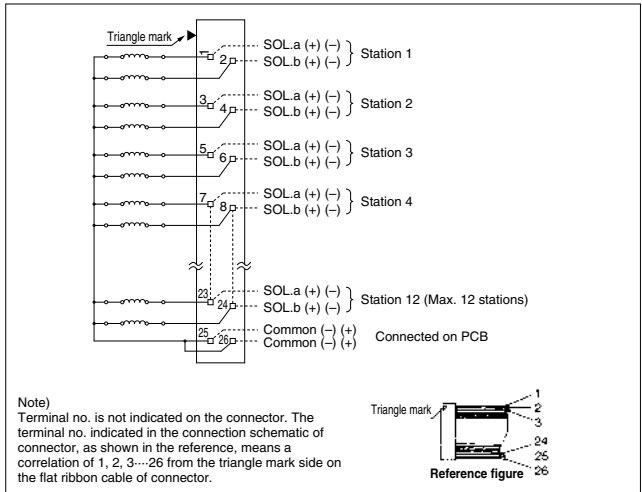 Triangle mark
1
2
SOL.a (+) (–)
SOL.b (+) (–)
Station 1
3
4
SOL.a (+) (–)
SOL.b (+) (–)
Station 2
5
6
SOL.a (+) (–)
SOL.b (+) (–)
Station 3
7
8
SOL.a (+) (–)
SOL.b (+) (–)
Station 4
23
24
SOL.a (+) (–)
SOL.b (+) (–)
Station 12 (Max. 12 stations)
25
26
Common (–) (+)
Common (–) (+)
Connected on PCB
Note)
Terminal no. is not indicated on the connector. The
terminal no. indicated in the connection schematic of
connector, as shown in the reference, means a
correlation of 1, 2, 3····26 from the triangle mark side on
the flat ribbon cable of connector.
Triangle mark
1
2
3
24
25
26
Reference figure